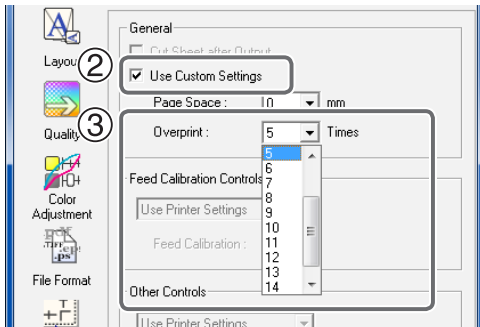 General
Cut Sheet after Output
Layou
②
Use Custom Settings
Page Space : 0 mm
Quality
③
Overprint : 5 Times
5
6
7
8
9
10
11
12
13
14
Feed Calibration Controls
Use Printer Settings
Feed Calibration :
Color
Adjustment
File Format
Other Controls
Use Printer Settings